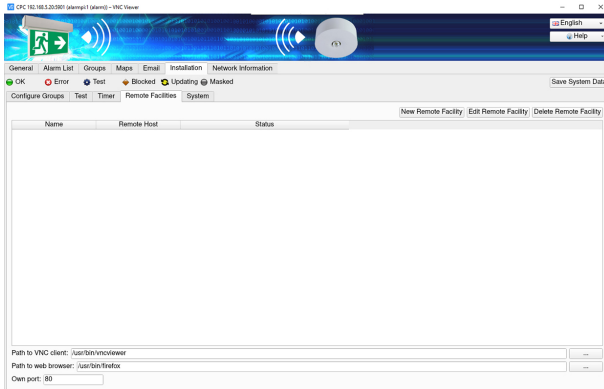 CPC 192.168.5.20:5901 (alarmpi:1 (alarm)) – VNC Viewer
English
Help
General Alarm List Groups Maps Email Installation Network Information
OK Error Test Blocked Updating Masked Save System Data
Configure Groups Test Timer Remote Facilities System
New Remote Facility Edit Remote Facility Delete Remote Facility
Name Remote Host Status
Path to VNC client: /usr/bin/vncviewer ...
Path to web browser: /usr/bin/firefox ...
Own port: 80